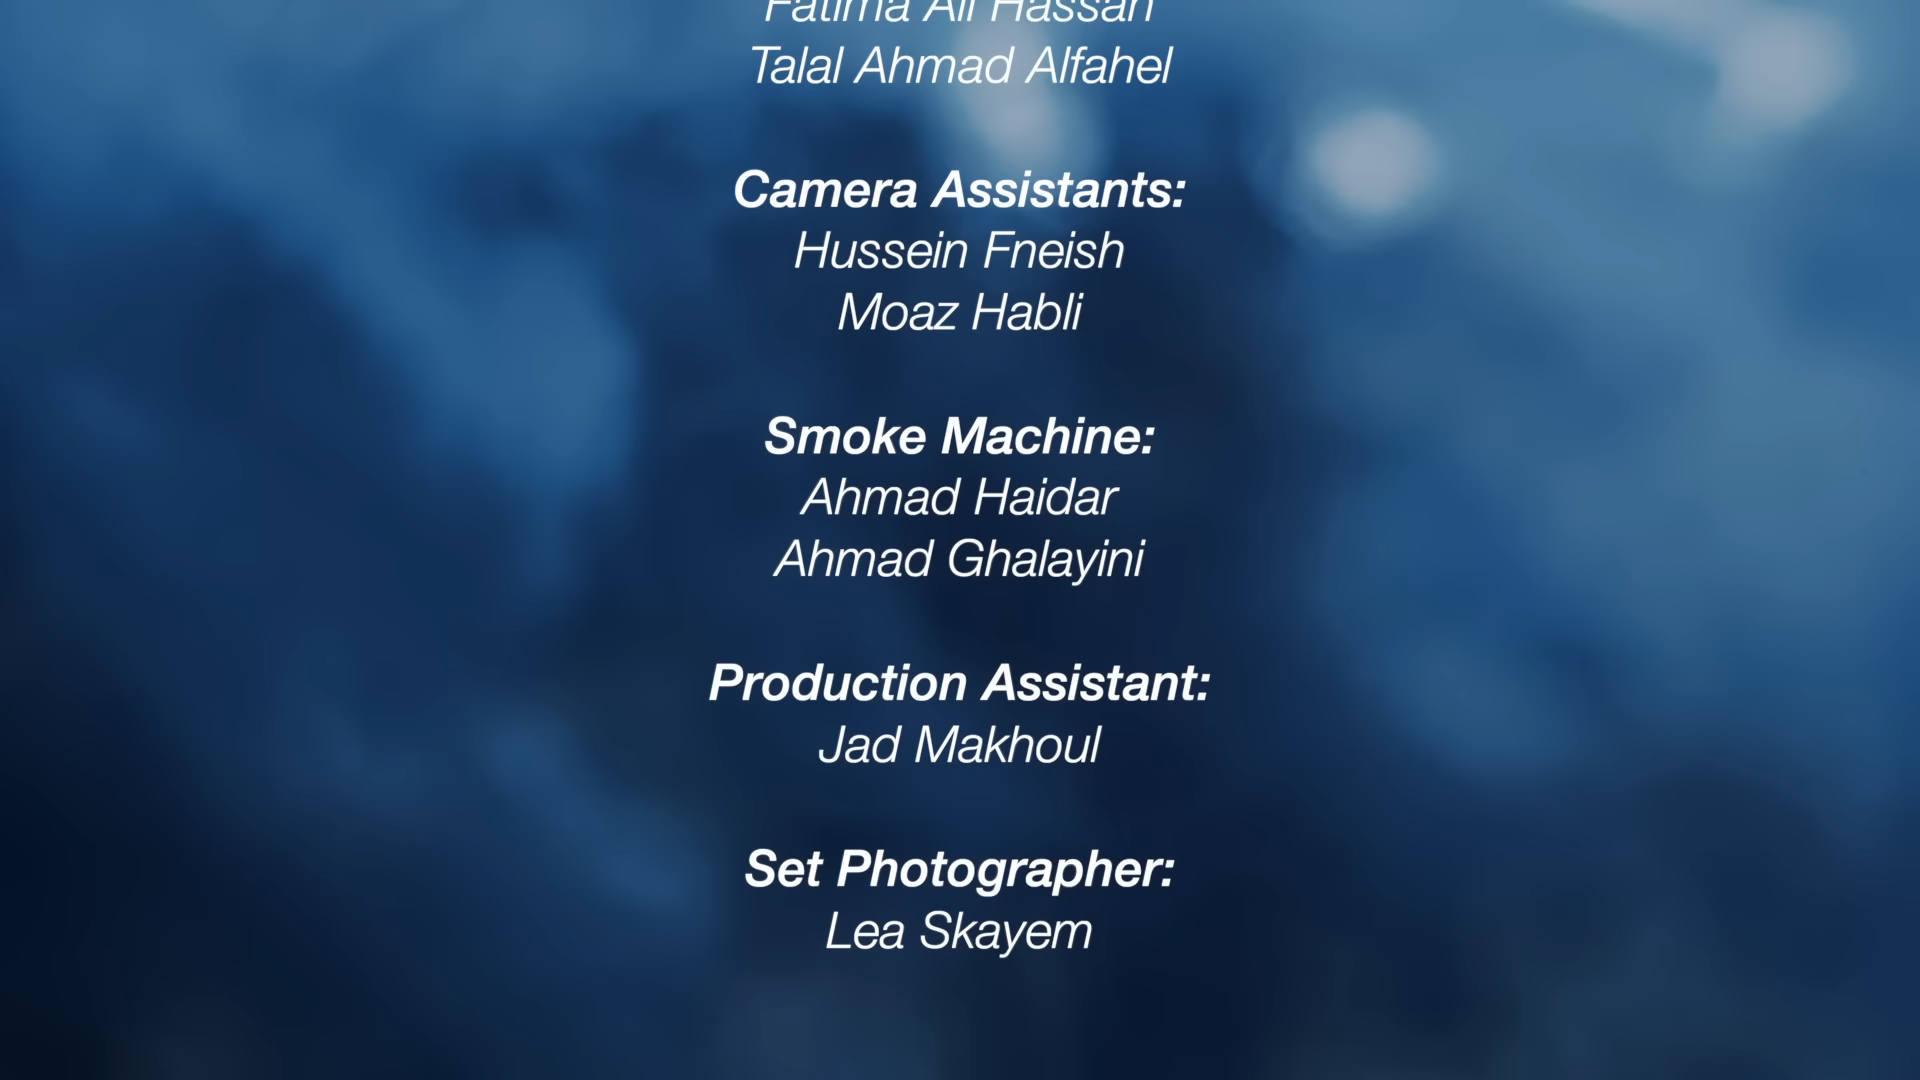 Fatima Ali Hassan
Talal Ahmad Alfahel
Camera Assistants:
Hussein Fneish
Moaz Habli
Smoke Machine:
Ahmad Haidar
Ahmad Ghalayini
Production Assistant:
Jad Makhoul
Set Photographer:
Lea Skayem